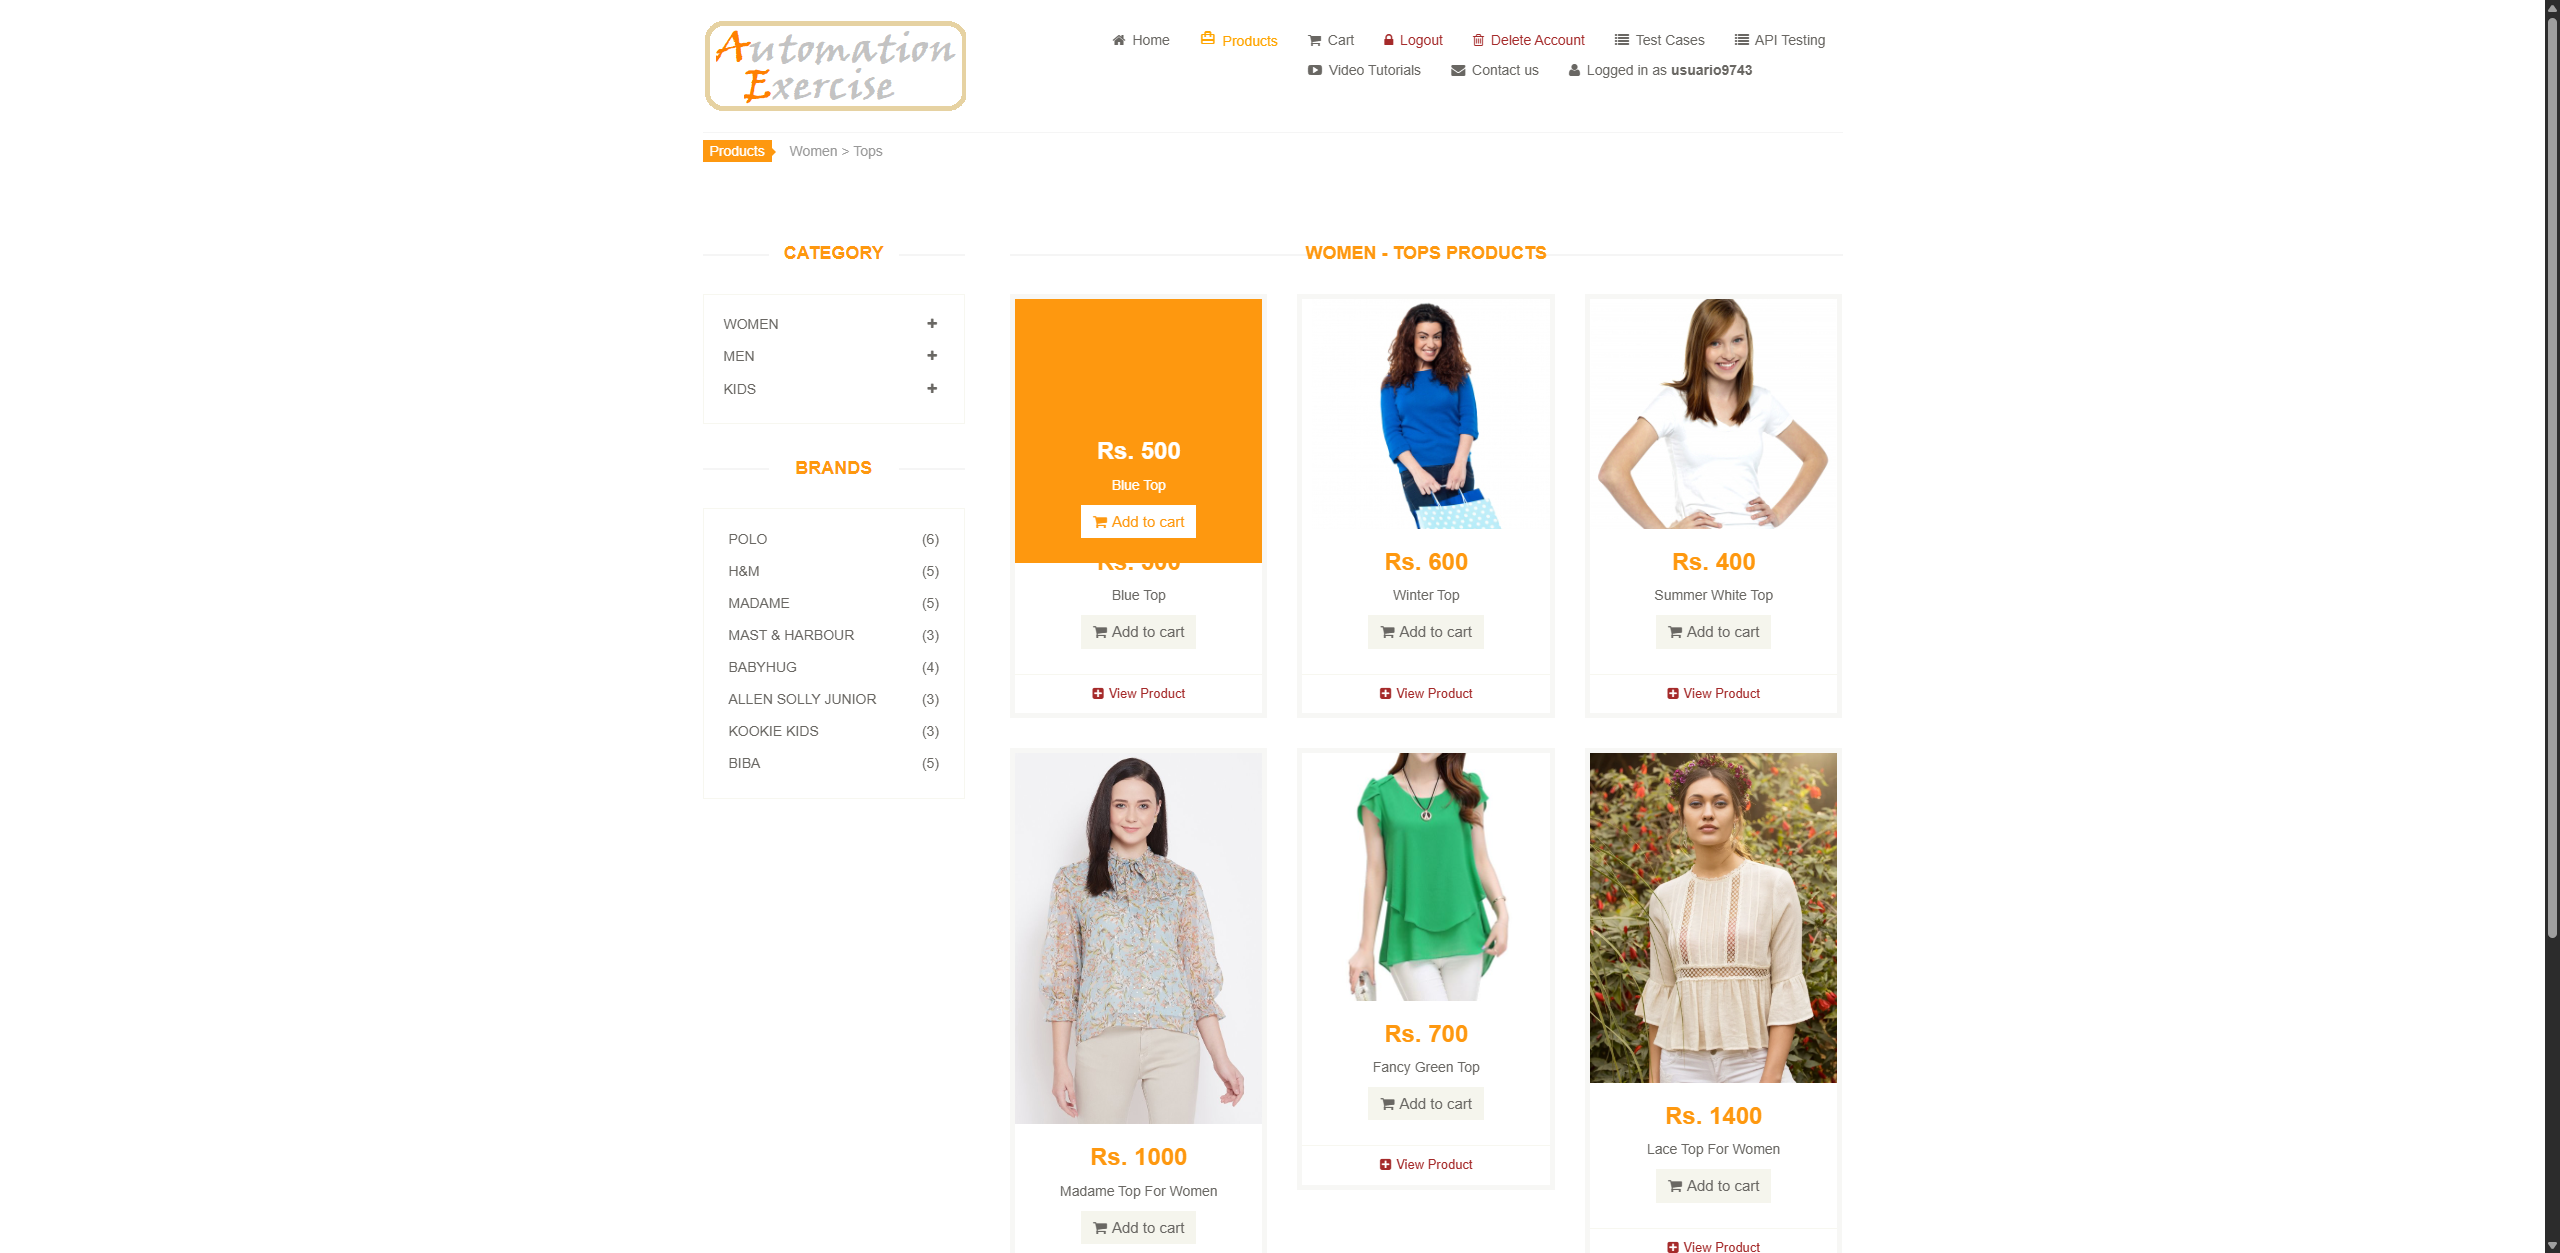 Automation
Exercise
Home
Products
Cart
Logout
Delete Account
Test Cases
API Testing
Video Tutorials
Contact us
Logged in as usuario9743
Products
Women > Tops
CATEGORY
WOMEN
MEN
KIDS
BRANDS
POLO (6)
H&M (5)
MADAME (5)
MAST & HARBOUR (3)
BABYHUG (4)
ALLEN SOLLY JUNIOR (3)
KOOKIE KIDS (3)
BIBA (5)
WOMEN - TOPS PRODUCTS
Rs. 500
Blue Top
Add to cart
Rs. 500
Blue Top
Add to cart
View Product
Rs. 600
Winter Top
Add to cart
View Product
Rs. 400
Summer White Top
Add to cart
View Product
Rs. 1000
Madame Top For Women
Add to cart
Rs. 700
Fancy Green Top
Add to cart
View Product
Rs. 1400
Lace Top For Women
Add to cart
View Product